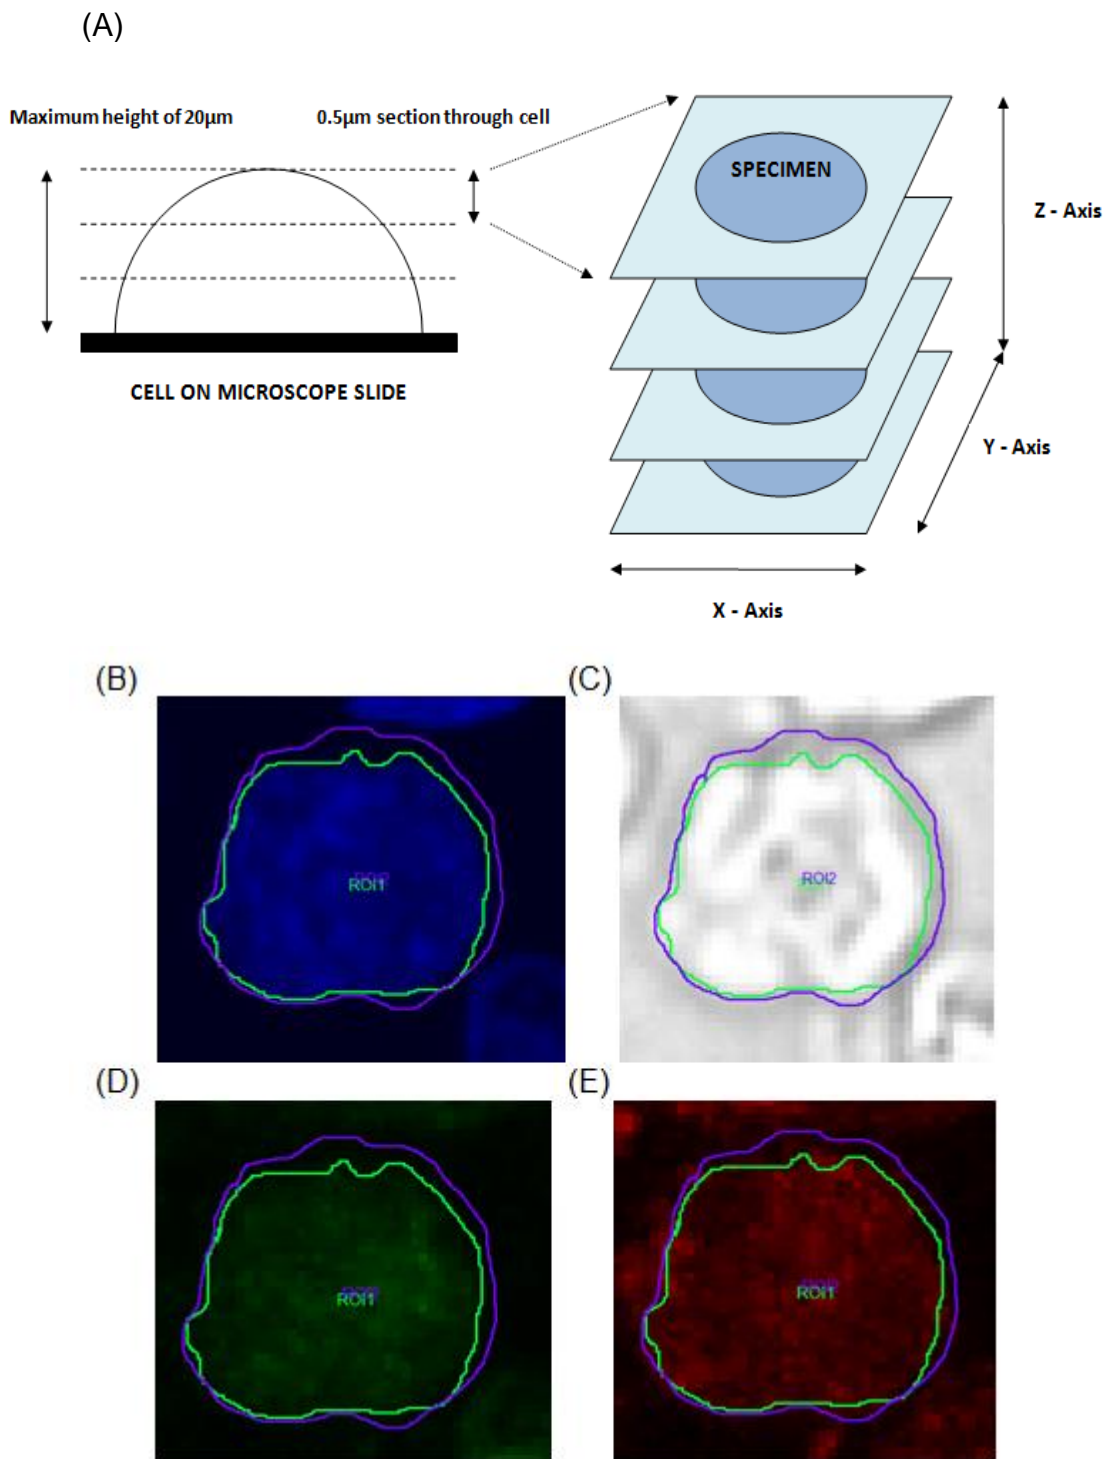 (A)
Maximum height of 20µm
0.5µm section through cell
SPECIMEN
Z - Axis
CELL ON MICROSCOPE SLIDE
Y - Axis
X - Axis
(B)
(C)
ROI1
ROI2
(D)
(E)
ROI1
ROI1